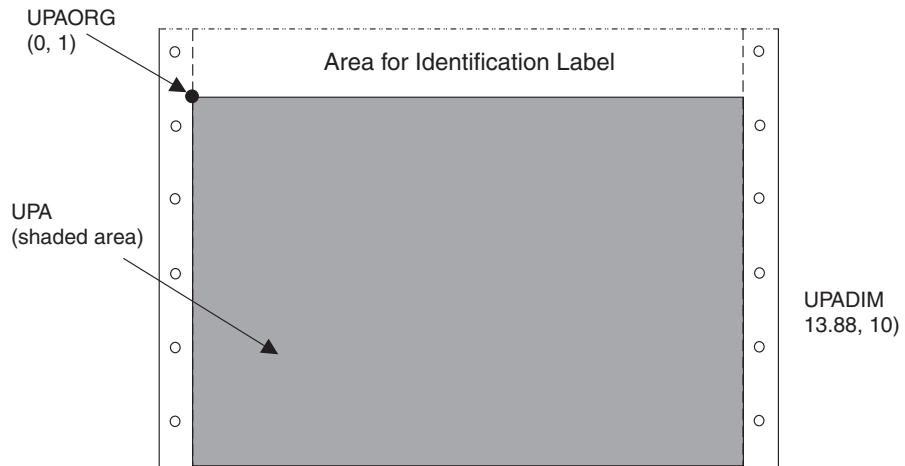 UPAORG
(0, 1)
Area for Identification Label
UPA
(shaded area)
UPADIM
13.88, 10)